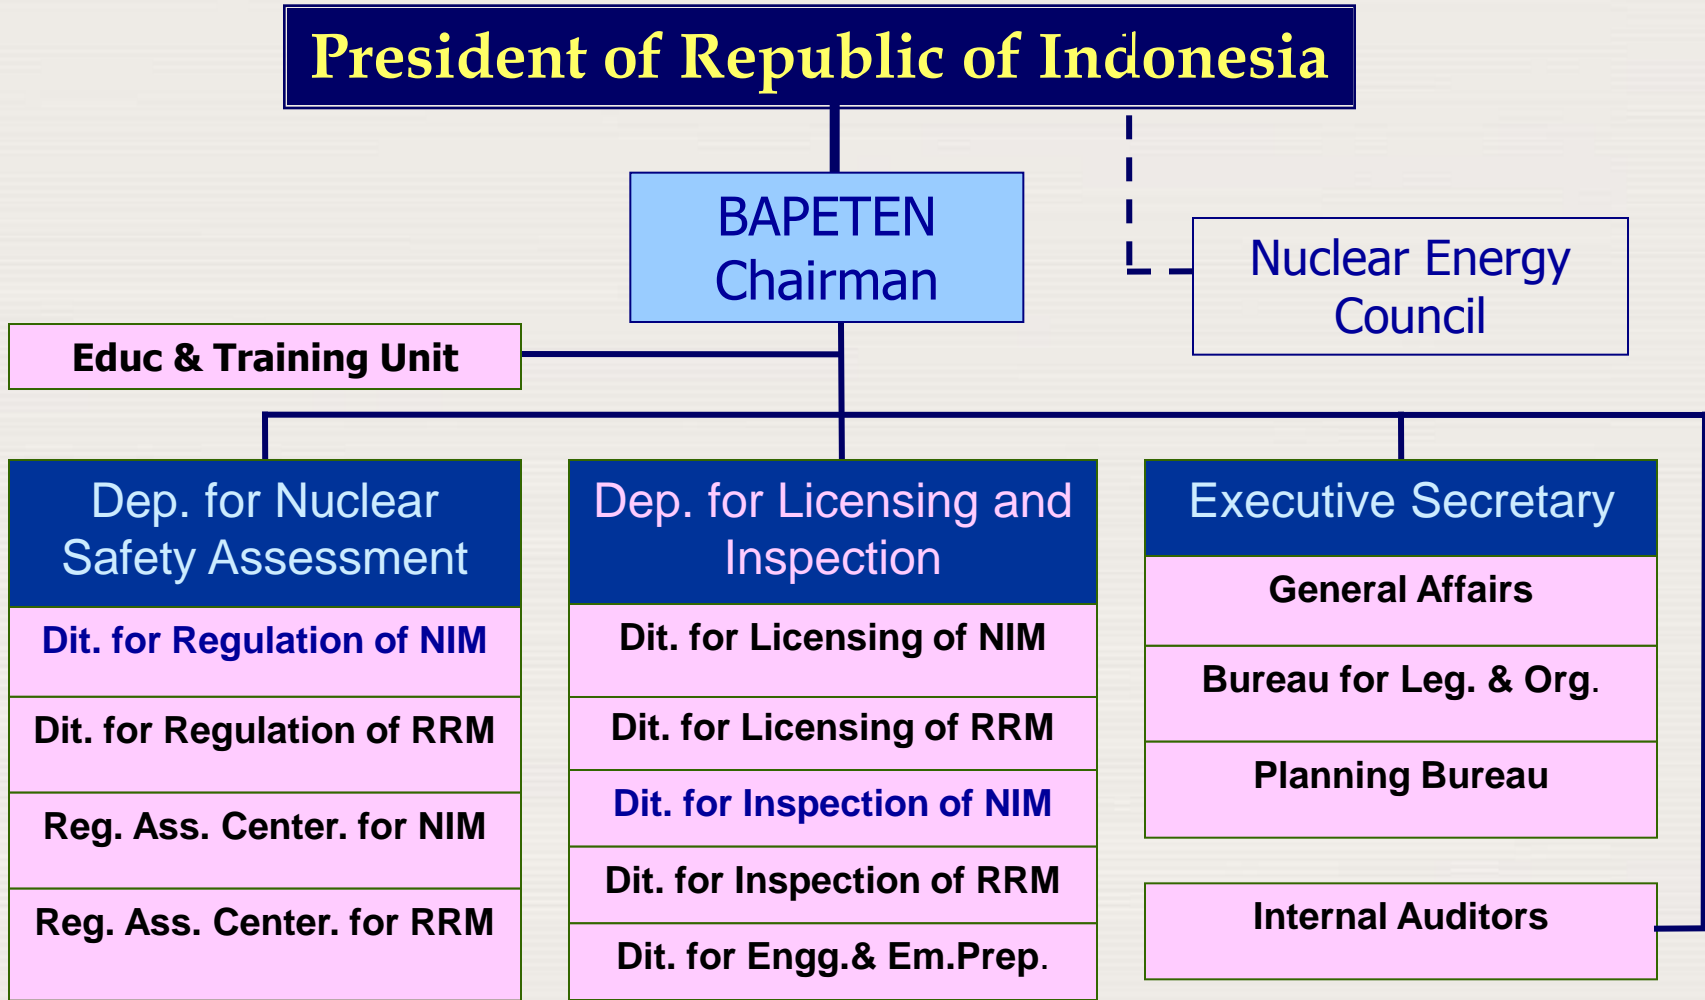 President of Republic of Indonesia
BAPETEN
Chairman
Nuclear Energy
Council
Educ & Training Unit
Dep. for Nuclear
Safety Assessment
Dit. for Regulation of NIM
Dit. for Regulation of RRM
Reg. Ass. Center. for NIM
Reg. Ass. Center. for RRM
Dep. for Licensing and
Inspection
Dit. for Licensing of NIM
Dit. for Licensing of RRM
Dit. for Inspection of NIM
Dit. for Inspection of RRM
Dit. for Engg.& Em.Prep.
Executive Secretary
General Affairs
Bureau for Leg. & Org.
Planning Bureau
Internal Auditors